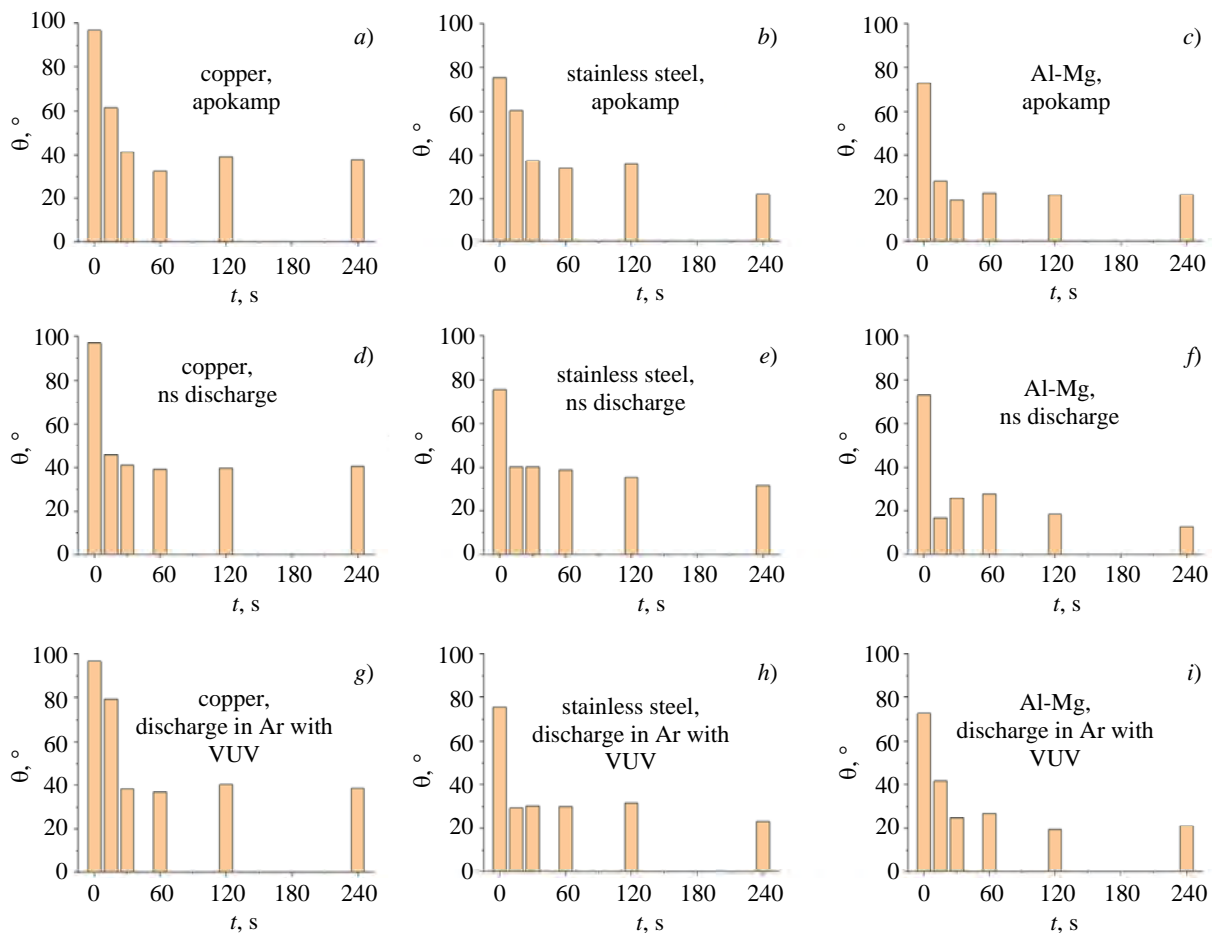 100
80
60
40
20
0
θ, °
a)
copper,
apokamp
0 60 120 180 240
t, s
100
80
60
40
20
0
θ, °
b)
stainless steel,
apokamp
0 60 120 180 240
t, s
100
80
60
40
20
0
θ, °
c)
Al-Mg,
apokamp
0 60 120 180 240
t, s
100
80
60
40
20
0
θ, °
d)
copper,
ns discharge
0 60 120 180 240
t, s
100
80
60
40
20
0
θ, °
e)
stainless steel,
ns discharge
0 60 120 180 240
t, s
100
80
60
40
20
0
θ, °
f)
Al-Mg,
ns discharge
0 60 120 180 240
t, s
100
80
60
40
20
0
θ, °
g)
copper,
discharge in Ar with
VUV
0 60 120 180 240
t, s
100
80
60
40
20
0
θ, °
h)
stainless steel,
discharge in Ar with
VUV
0 60 120 180 240
t, s
100
80
60
40
20
0
θ, °
i)
Al-Mg,
discharge in Ar with
VUV
0 60 120 180 240
t, s